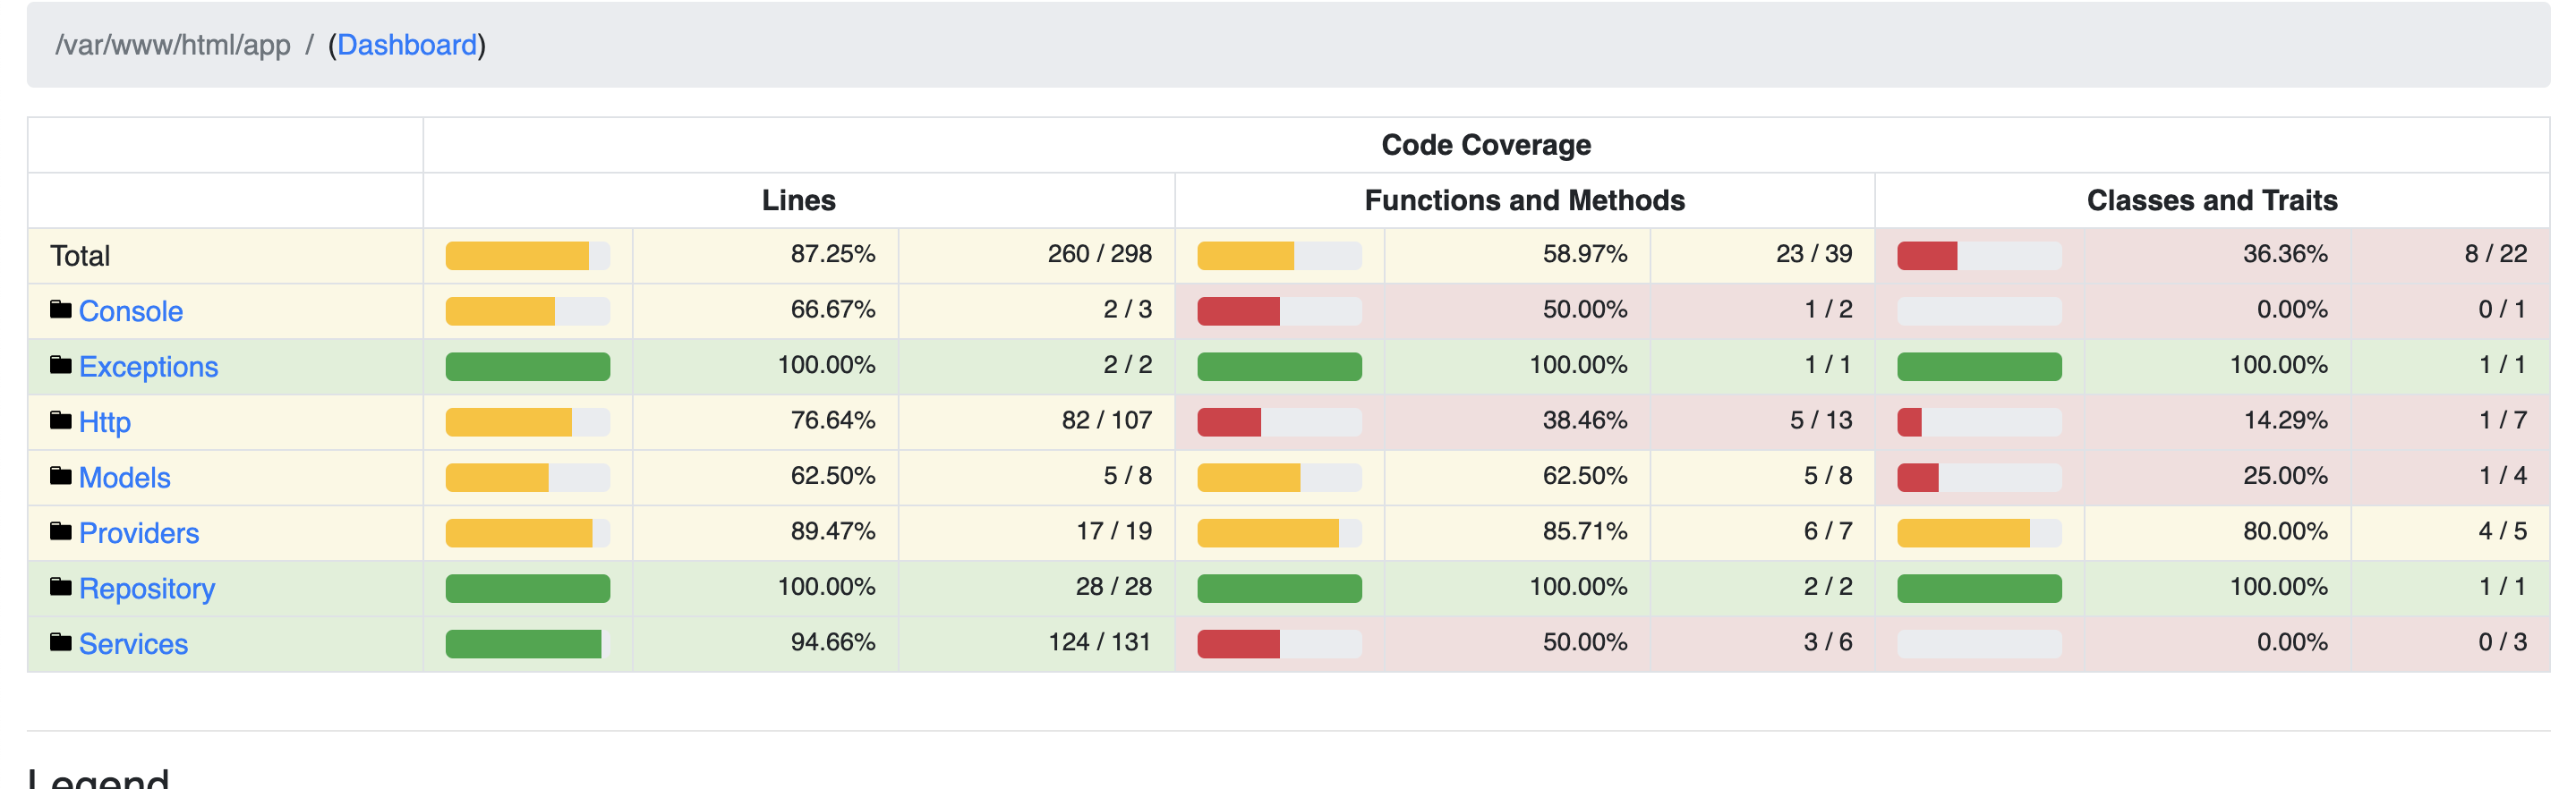 /var/www/html/app / (Dashboard)
Code Coverage
Lines Functions and Methods Classes and Traits
Total 87.25% 260 / 298 58.97% 23 / 39 36.36% 8 / 22
Console 66.67% 2 / 3 50.00% 1 / 2 0.00% 0 / 1
Exceptions 100.00% 2 / 2 100.00% 1 / 1 100.00% 1 / 1
Http 76.64% 82 / 107 38.46% 5 / 13 14.29% 1 / 7
Models 62.50% 5 / 8 62.50% 5 / 8 25.00% 1 / 4
Providers 89.47% 17 / 19 85.71% 6 / 7 80.00% 4 / 5
Repository 100.00% 28 / 28 100.00% 2 / 2 100.00% 1 / 1
Services 94.66% 124 / 131 50.00% 3 / 6 0.00% 0 / 3
Legend